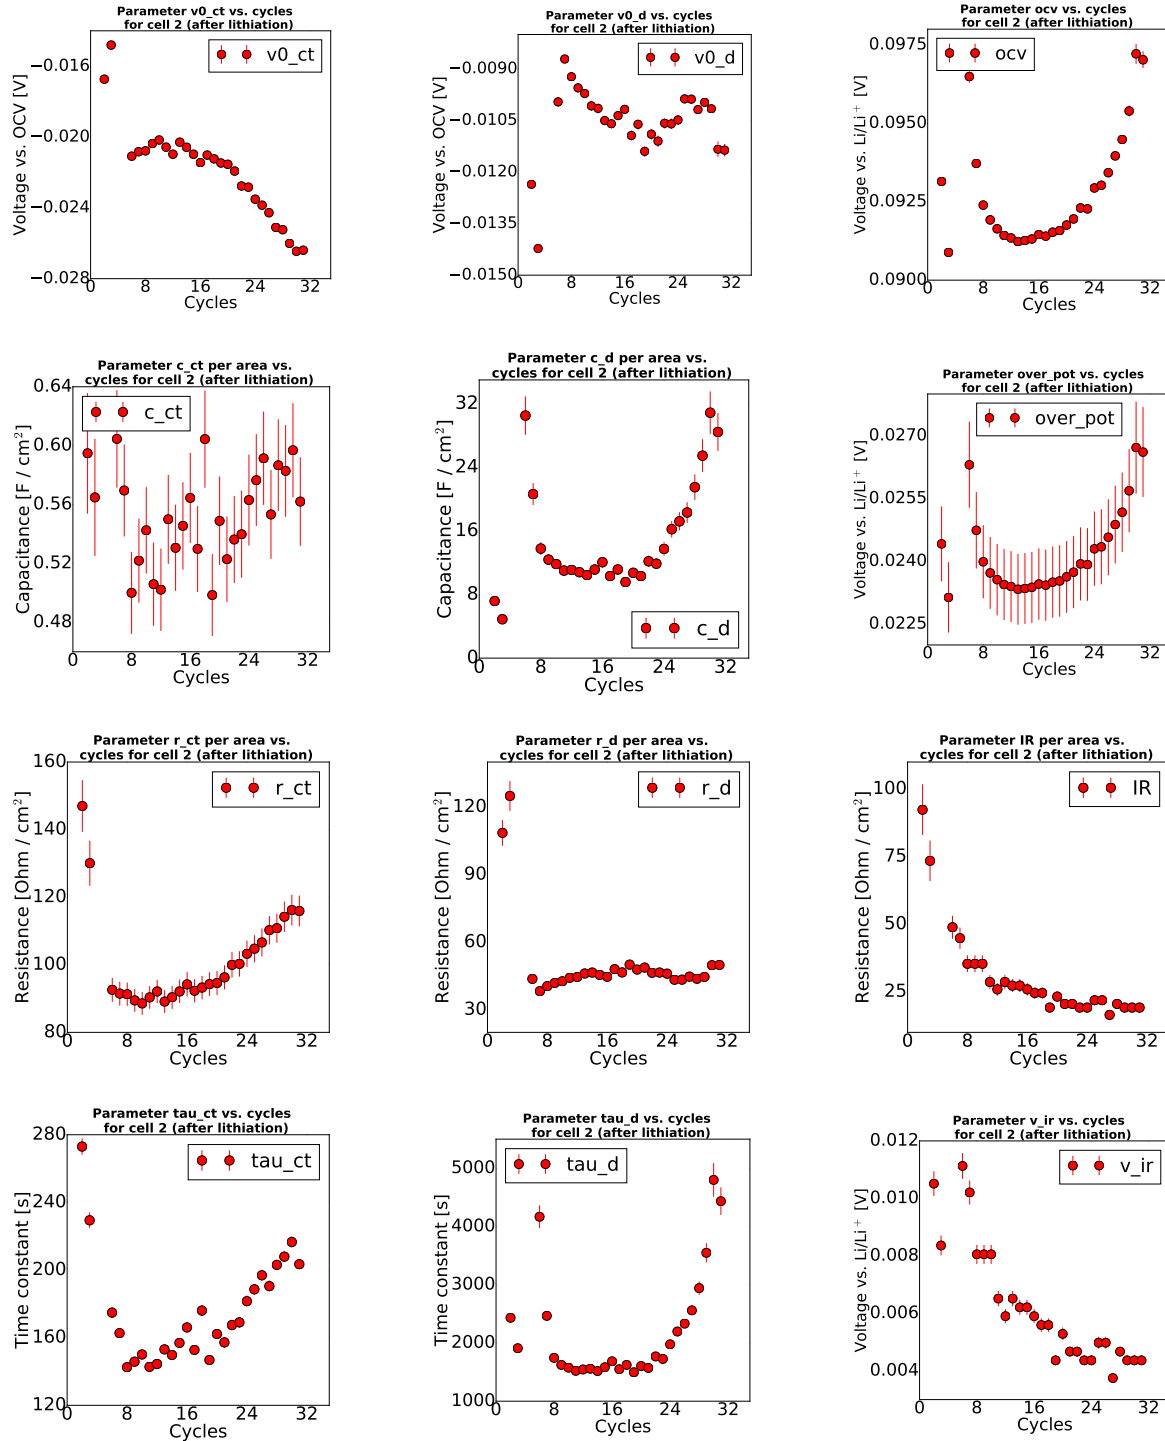 Parameter v0_ct vs. cycles
for cell 2 (after lithiation)
v0_ct
Voltage vs. OCV [V]
−0.016
−0.020
−0.024
−0.028
0 8 16 24 32
Cycles
Parameter v0_d vs. cycles
for cell 2 (after lithiation)
v0_d
Voltage vs. OCV [V]
−0.0090
−0.0105
−0.0120
−0.0135
−0.0150
0 8 16 24 32
Cycles
Parameter ocv vs. cycles
for cell 2 (after lithiation)
ocv
Voltage vs. Li/Li⁺ [V]
0.0975
0.0950
0.0925
0.0900
0 8 16 24 32
Cycles
Parameter c_ct per area vs.
cycles for cell 2 (after lithiation)
c_ct
Capacitance [F / cm²]
0.64
0.60
0.56
0.52
0.48
0 8 16 24 32
Cycles
Parameter c_d per area vs.
cycles for cell 2 (after lithiation)
c_d
Capacitance [F / cm²]
32
24
16
8
0
0 8 16 24 32
Cycles
Parameter over_pot vs. cycles
for cell 2 (after lithiation)
over_pot
Voltage vs. Li/Li⁺ [V]
0.0270
0.0255
0.0240
0.0225
0 8 16 24 32
Cycles
Parameter r_ct per area vs.
cycles for cell 2 (after lithiation)
r_ct
Resistance [Ohm / cm²]
160
140
120
100
80
0 8 16 24 32
Cycles
Parameter r_d per area vs.
cycles for cell 2 (after lithiation)
r_d
Resistance [Ohm / cm²]
120
90
60
30
0 8 16 24 32
Cycles
Parameter IR per area vs.
cycles for cell 2 (after lithiation)
IR
Resistance [Ohm / cm²]
100
75
50
25
0 8 16 24 32
Cycles
Parameter tau_ct vs. cycles
for cell 2 (after lithiation)
tau_ct
Time constant [s]
280
240
200
160
120
0 8 16 24 32
Cycles
Parameter tau_d vs. cycles
for cell 2 (after lithiation)
tau_d
Time constant [s]
5000
4000
3000
2000
1000
0 8 16 24 32
Cycles
Parameter v_ir vs. cycles
for cell 2 (after lithiation)
v_ir
Voltage vs. Li/Li⁺ [V]
0.012
0.010
0.008
0.006
0.004
0 8 16 24 32
Cycles